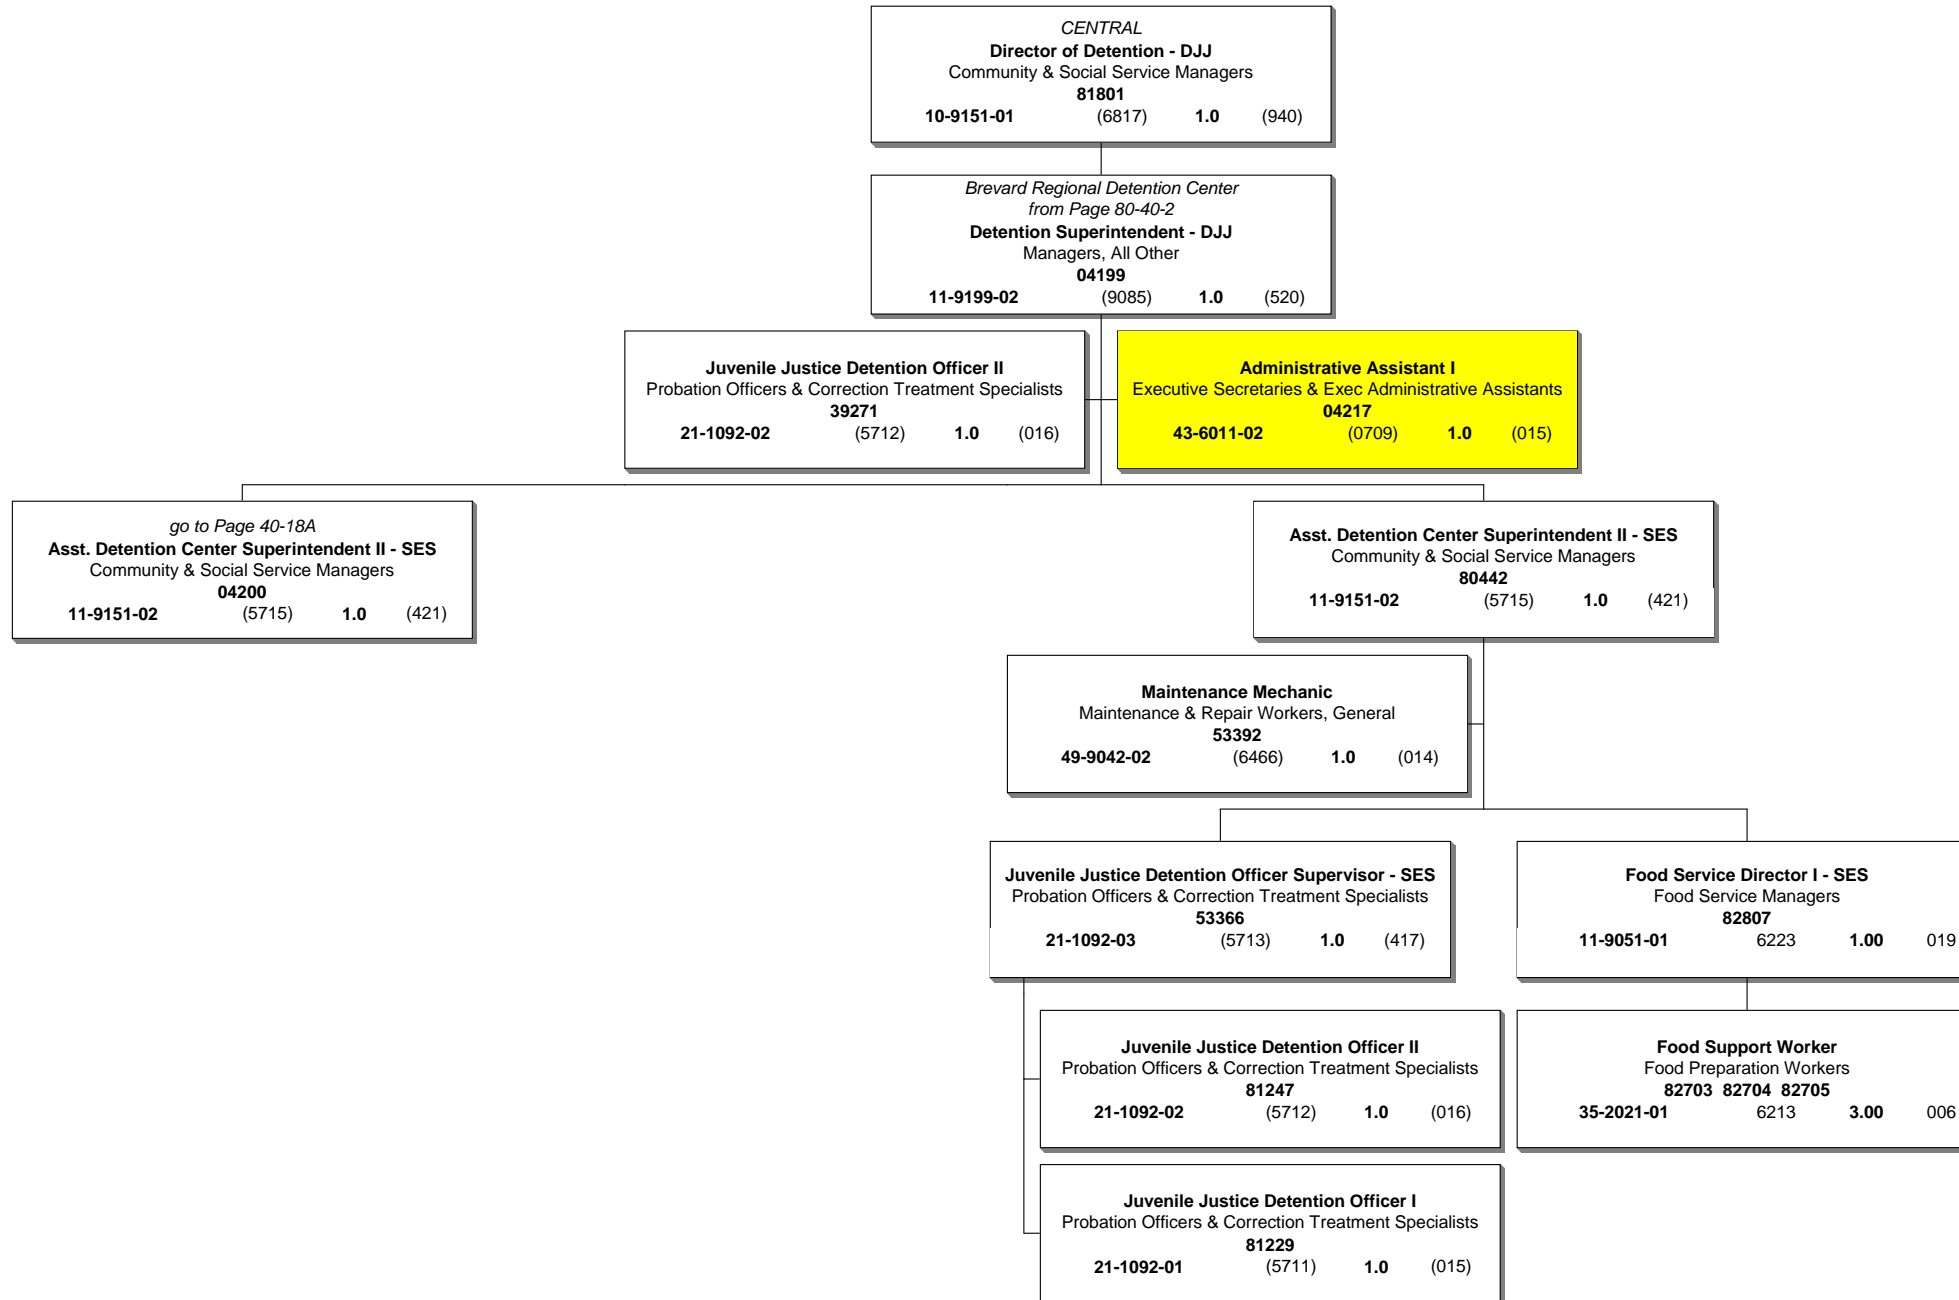 CENTRAL
Director of Detention - DJJ
Community & Social Service Managers
81801
10-9151-01 (6817) 1.0 (940)
Brevard Regional Detention Center
from Page 80-40-2
Detention Superintendent - DJJ
Managers, All Other
04199
11-9199-02 (9085) 1.0 (520)
Juvenile Justice Detention Officer II
Probation Officers & Correction Treatment Specialists
39271
21-1092-02 (5712) 1.0 (016)
Administrative Assistant I
Executive Secretaries & Exec Administrative Assistants
04217
43-6011-02 (0709) 1.0 (015)
go to Page 40-18A
Asst. Detention Center Superintendent II - SES
Community & Social Service Managers
04200
11-9151-02 (5715) 1.0 (421)
Asst. Detention Center Superintendent II - SES
Community & Social Service Managers
80442
11-9151-02 (5715) 1.0 (421)
Maintenance Mechanic
Maintenance & Repair Workers, General
53392
49-9042-02 (6466) 1.0 (014)
Juvenile Justice Detention Officer Supervisor - SES
Probation Officers & Correction Treatment Specialists
53366
21-1092-03 (5713) 1.0 (417)
Food Service Director I - SES
Food Service Managers
82807
11-9051-01 6223 1.00 019
Juvenile Justice Detention Officer II
Probation Officers & Correction Treatment Specialists
81247
21-1092-02 (5712) 1.0 (016)
Food Support Worker
Food Preparation Workers
82703 82704 82705
35-2021-01 6213 3.00 006
Juvenile Justice Detention Officer I
Probation Officers & Correction Treatment Specialists
81229
21-1092-01 (5711) 1.0 (015)